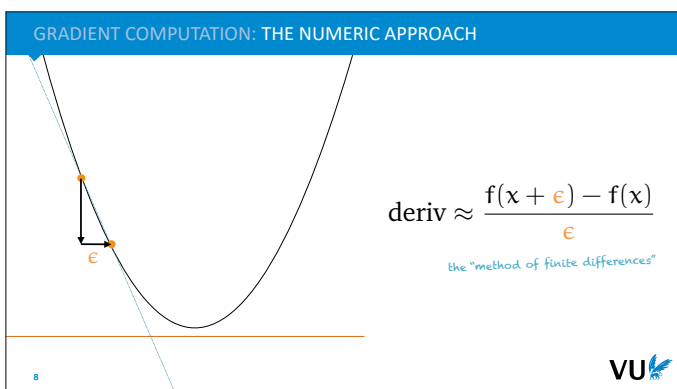 GRADIENT COMPUTATION: THE NUMERIC APPROACH
deriv ≈ f(x + ϵ) − f(x) / ϵ
the “method of finite differences”
ϵ
8
VU